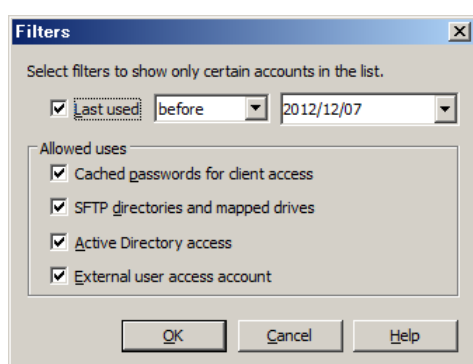 Filters
Select filters to show only certain accounts in the list.
Last used before 2012/12/07
Allowed uses
Cached passwords for client access
SFTP directories and mapped drives
Active Directory access
External user access account
OK Cancel Help